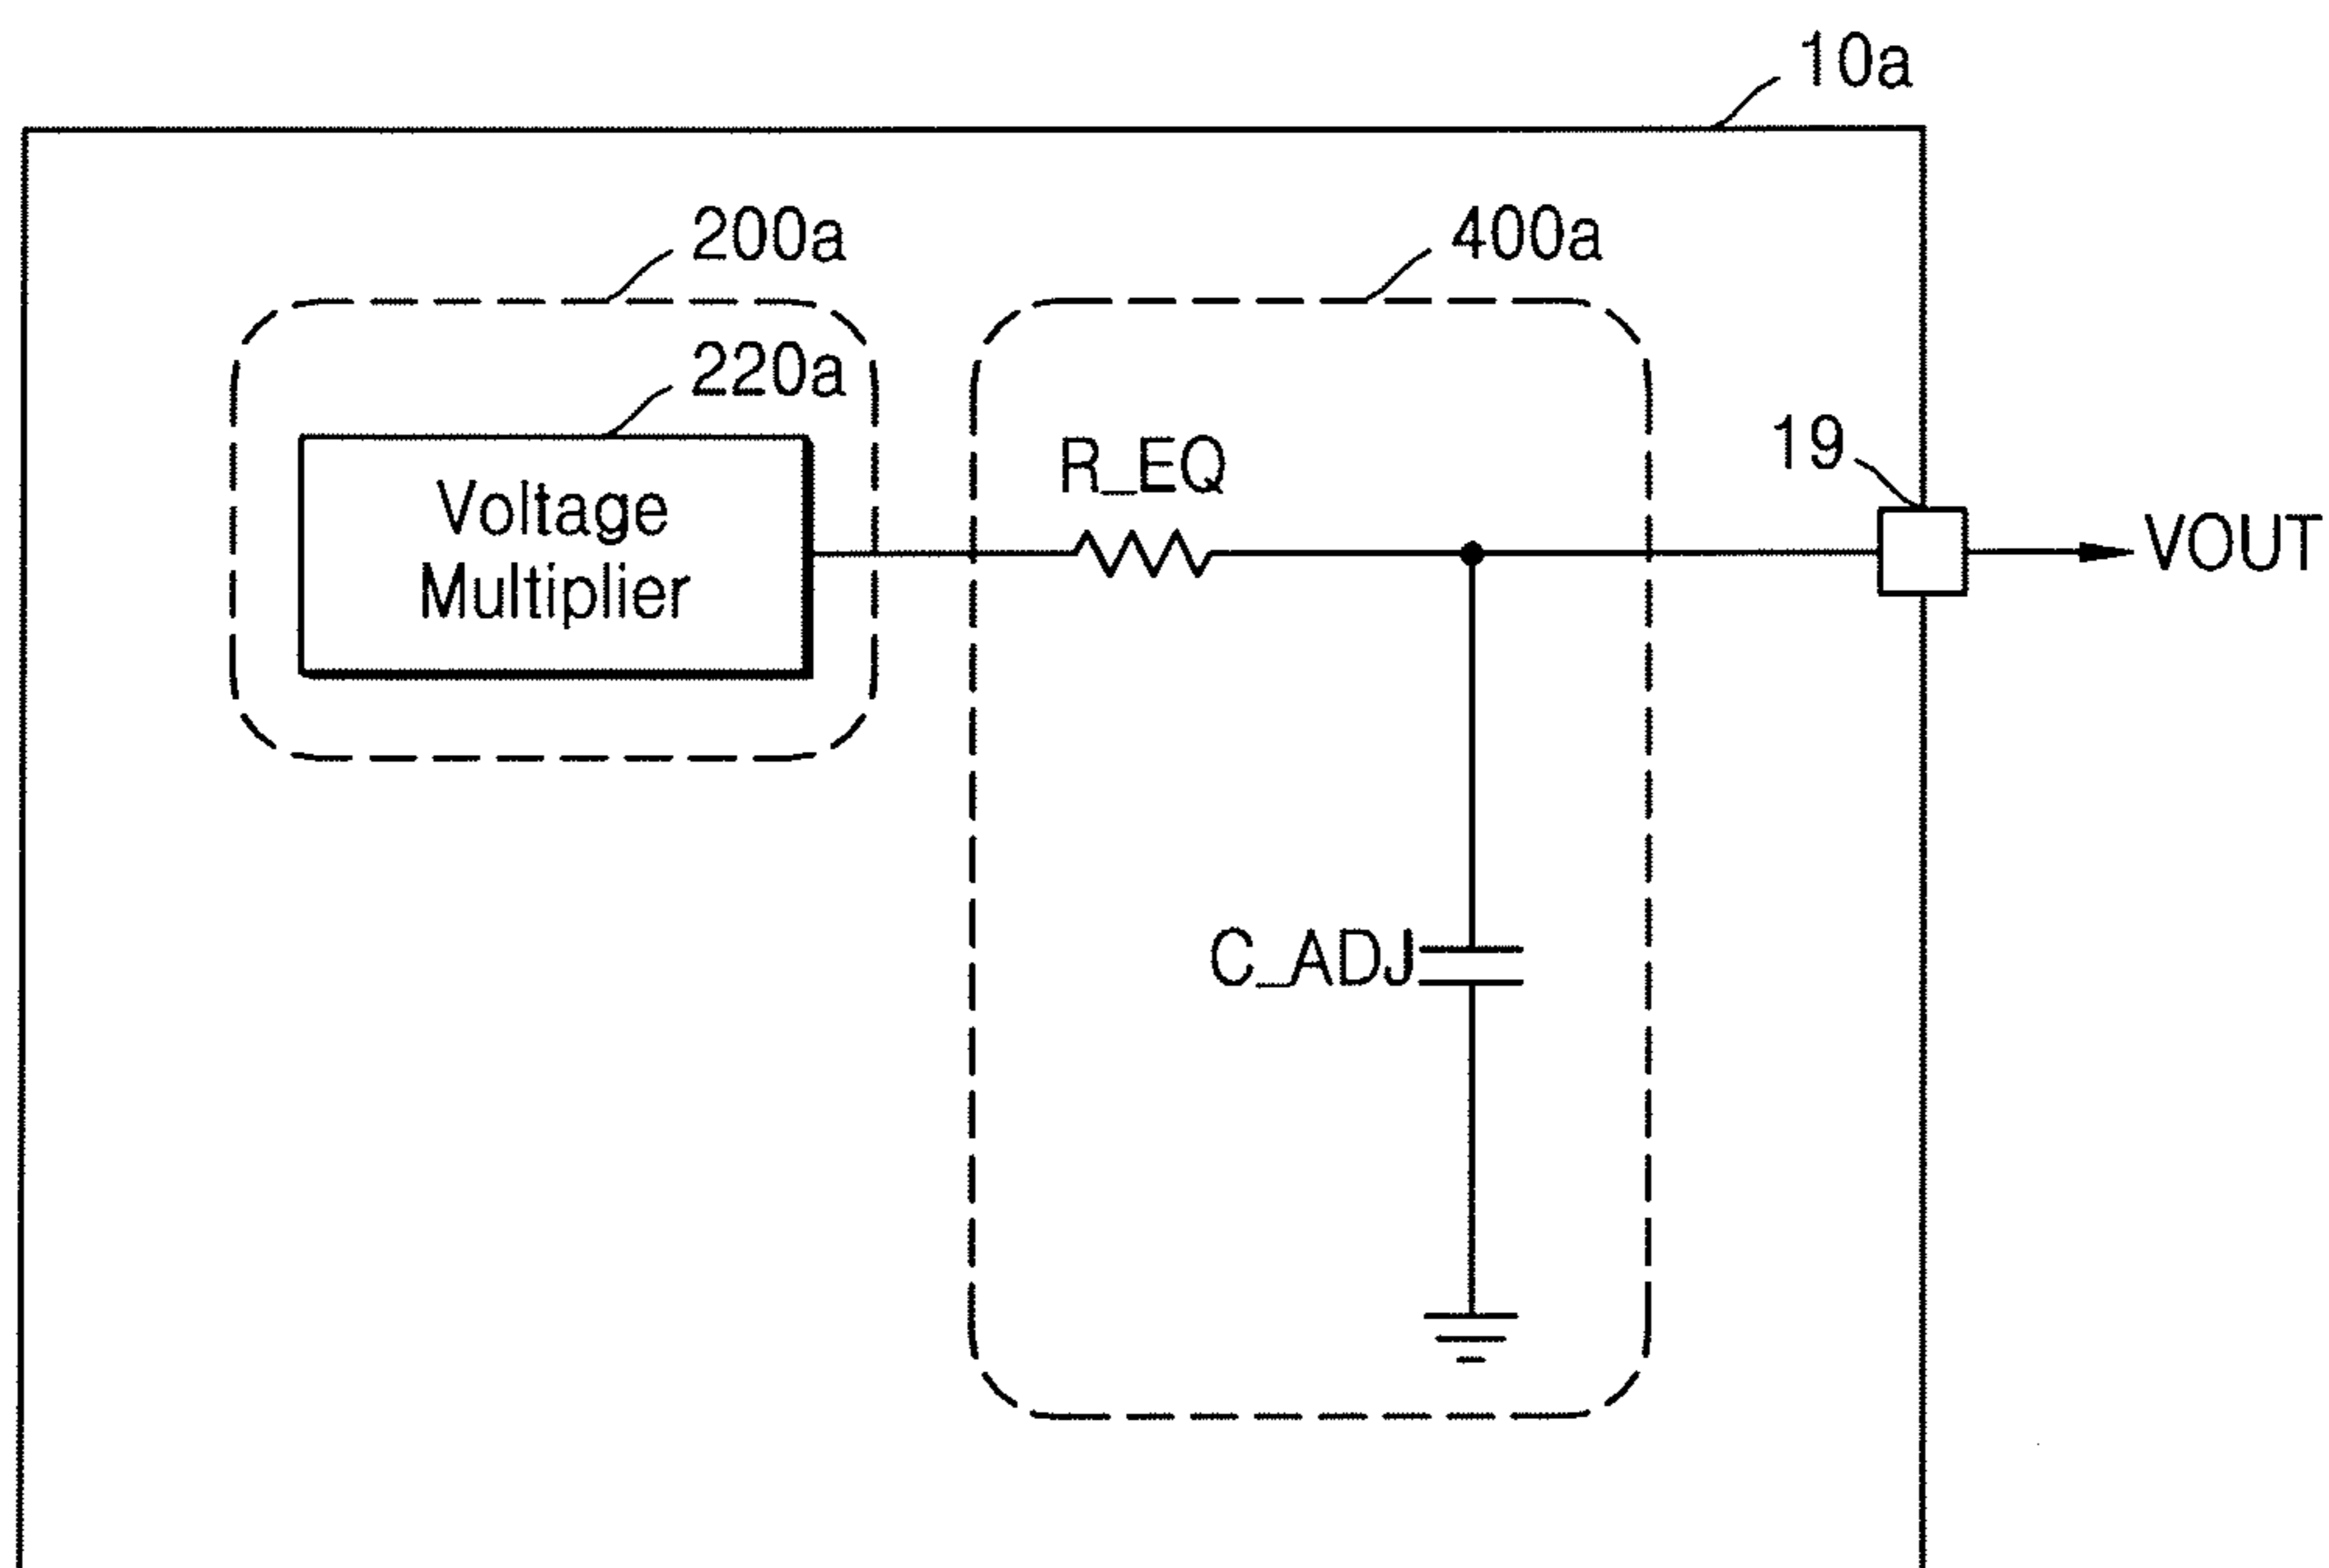 10a
200a
400a
220a
19
R_EQ
Voltage
Multiplier
VOUT
C_ADJ